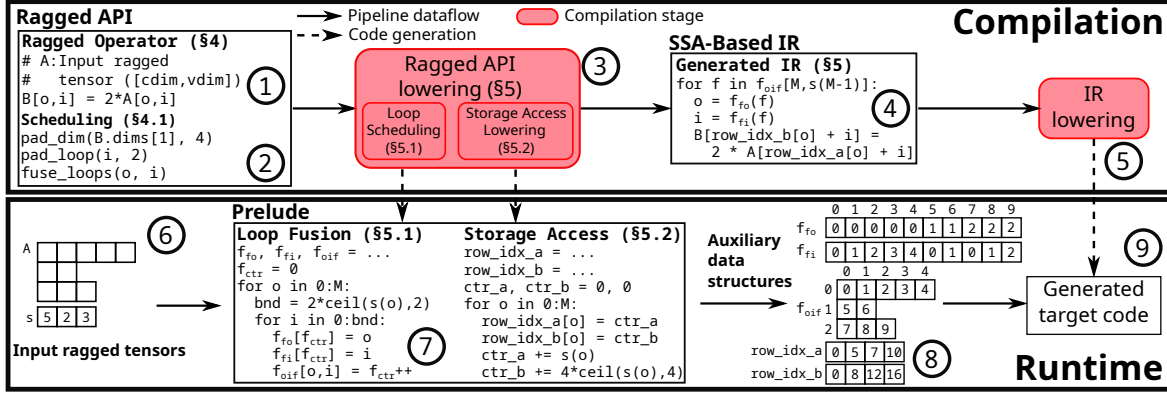 Ragged API
Pipeline dataflow
Compilation stage
Code generation
Compilation
Ragged Operator (§4)
# A:Input ragged
#   tensor ([cdim,vdim])
B[o,i] = 2*A[o,i]
1
Scheduling (§4.1)
pad_dim(B.dims[1], 4)
pad_loop(i, 2)
fuse_loops(o, i)
2
Ragged API
lowering (§5)
Loop
Scheduling
(§5.1)
Storage Access
Lowering
(§5.2)
3
SSA-Based IR
Generated IR (§5)
for f in f_oif[M,s(M-1)]:
  o = f_fo(f)
  i = f_fi(f)
  B[row_idx_b[o] + i] =
    2 * A[row_idx_a[o] + i]
4
IR
lowering
5
A
s 5 2 3
6
Input ragged tensors
Prelude
Loop Fusion (§5.1)
f_fo, f_fi, f_oif = ...
f_ctr = 0
for o in 0:M:
  bnd = 2*ceil(s(o),2)
  for i in 0:bnd:
    f_fo[f_ctr] = o
    f_fi[f_ctr] = i
    f_oif[o,i] = f_ctr++
7
Storage Access (§5.2)
row_idx_a = ...
row_idx_b = ...
ctr_a, ctr_b = 0, 0
for o in 0:M:
  row_idx_a[o] = ctr_a
  row_idx_b[o] = ctr_b
  ctr_a += s(o)
  ctr_b += 4*ceil(s(o),4)
Auxiliary
data
structures
0 1 2 3 4 5 6 7 8 9
f_fo 0 0 0 0 0 1 1 2 2 2
f_fi 0 1 2 3 4 0 1 0 1 2
0 1 2 3 4
0 0 1 2 3 4
f_oif 1 5 6
2 7 8 9
row_idx_a 0 5 7 10
row_idx_b 0 8 12 16
8
9
Generated
target code
Runtime